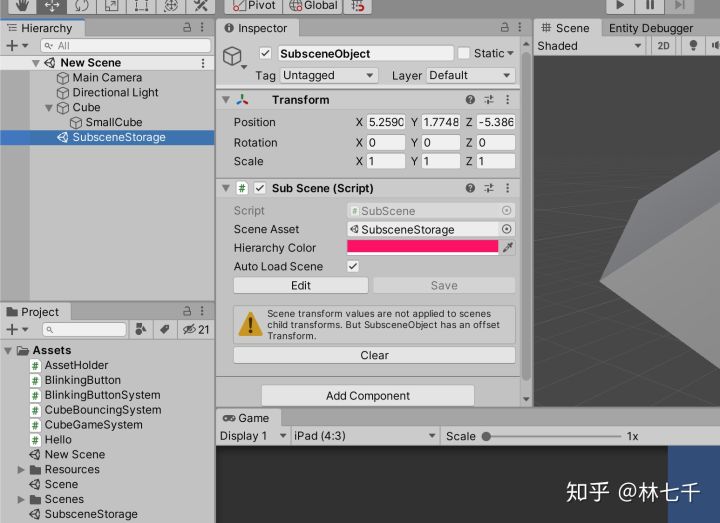 Pivot
Global
Hierarchy
All
New Scene
Main Camera
Directional Light
Cube
SmallCube
SubsceneStorage
Project
21
Assets
AssetHolder
BlinkingButton
BlinkingButtonSystem
CubeBouncingSystem
CubeGameSystem
Hello
New Scene
Resources
Scene
Scenes
SubsceneStorage
Inspector
SubsceneObject
Static
Tag Untagged Layer Default
Transform
Position X 5.2590 Y 1.7748 Z -5.386
Rotation X 0 Y 0 Z 0
Scale X 1 Y 1 Z 1
Sub Scene (Script)
Script SubScene
Scene Asset SubsceneStorage
Hierarchy Color
Auto Load Scene
Edit Save
Scene transform values are not applied to scenes
child transforms. But SubsceneObject has an offset
Transform.
Clear
Add Component
Game
Display 1 iPad (4:3) Scale 1x
Scene Entity Debugger
Shaded 2D
知乎 @林七千